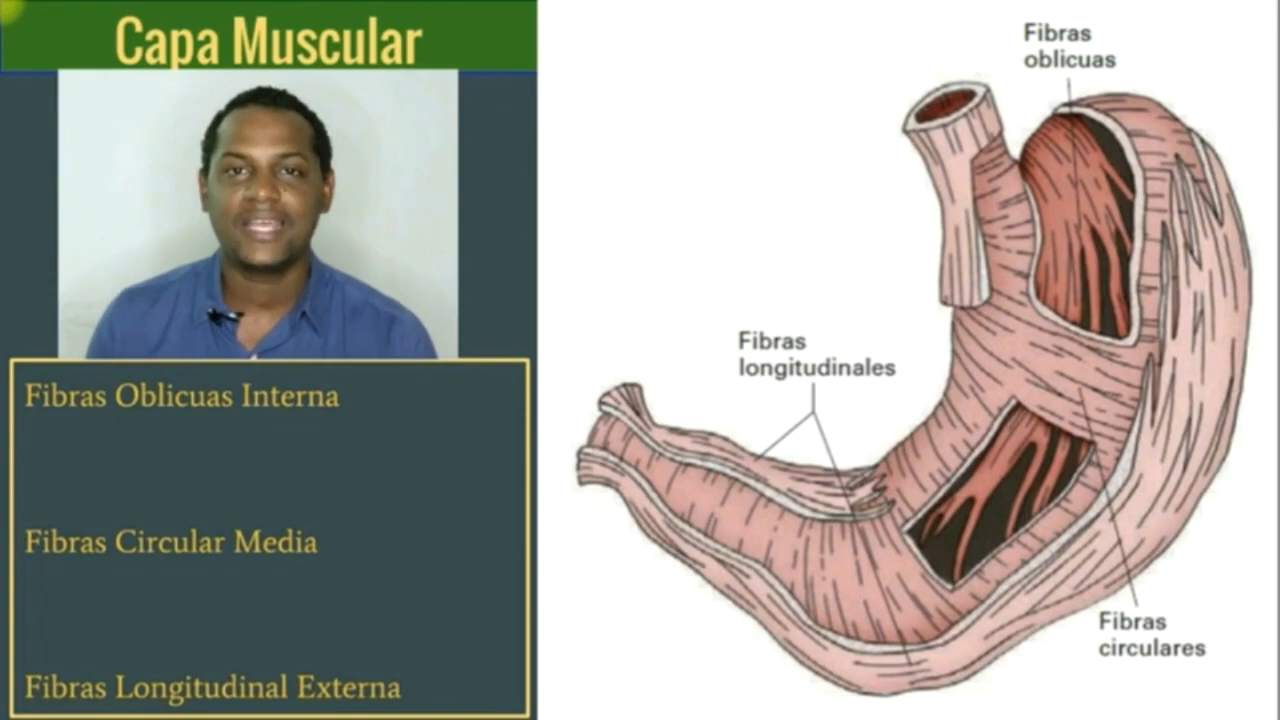 Capa Muscular
Fibras Oblicuas Interna
Fibras Circular Media
Fibras Longitudinal Externa
Fibras
oblicuas
Fibras
longitudinales
Fibras
circulares